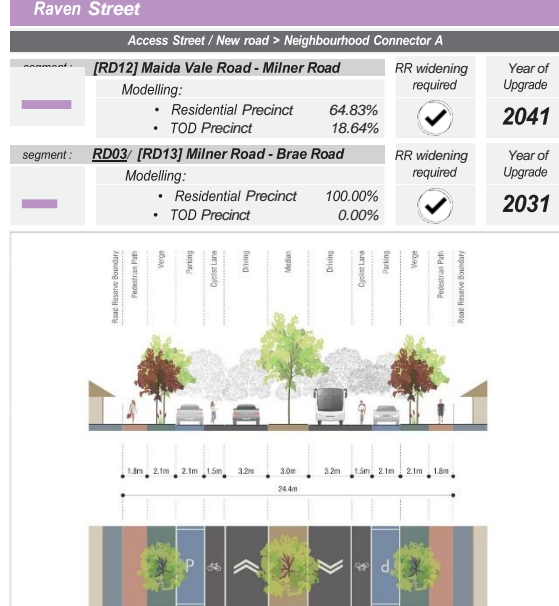 Raven Street
Access Street / New road > Neighbourhood Connector A
segment : [RD12] Maida Vale Road - Milner Road RR widening required Year of Upgrade
Modelling:
• Residential Precinct 64.83%
• TOD Precinct 18.64%
2041
segment : RD03/ [RD13] Milner Road - Brae Road RR widening required Year of Upgrade
Modelling:
• Residential Precinct 100.00%
• TOD Precinct 0.00%
2031
Road Reserve Boundary
Pedestrian Path
Verge
Parking
Cyclist Lane
Driving
Median
Driving
Cyclist Lane
Parking
Verge
Pedestrian Path
Road Reserve Boundary
1.8m 2.1m 2.1m 1.5m 3.2m 3.0m 3.2m 1.5m 2.1m 2.1m 1.8m
24.4m
P P